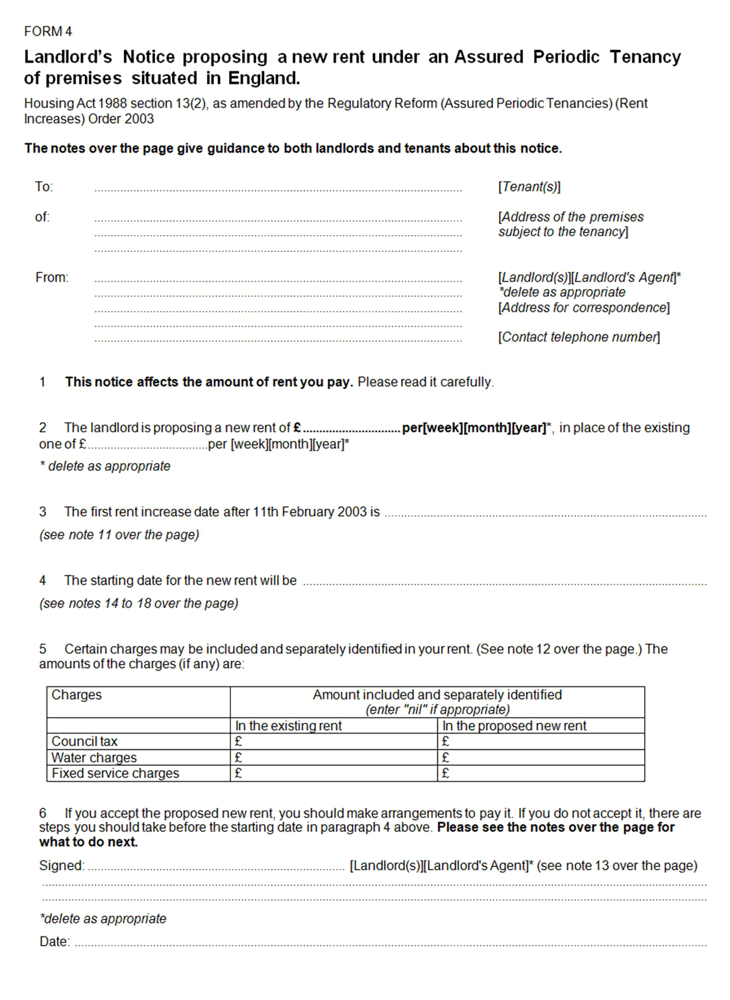 FORM 4
Landlord's Notice proposing a new rent under an Assured Periodic Tenancy
of premises situated in England.
Housing Act 1988 section 13(2), as amended by the Regulatory Reform (Assured Periodic Tenancies) (Rent
Increases) Order 2003
The notes over the page give guidance to both landlords and tenants about this notice.
To: [Tenant(s)]
of: [Address of the premises
subject to the tenancy]
From: [Landlord(s)][Landlord's Agent]*
*delete as appropriate
[Address for correspondence]
[Contact telephone number]
1 This notice affects the amount of rent you pay. Please read it carefully.
2 The landlord is proposing a new rent of £..............................per[week][month][year]*, in place of the existing
one of £.....................................per [week][month][year]*
* delete as appropriate
3 The first rent increase date after 11th February 2003 is
(see note 11 over the page)
4 The starting date for the new rent will be
(see notes 14 to 18 over the page)
5 Certain charges may be included and separately identified in your rent. (See note 12 over the page.) The
amounts of the charges (if any) are:
Charges Amount included and separately identified
(enter "nil" if appropriate)
In the existing rent In the proposed new rent
Council tax £ £
Water charges £ £
Fixed service charges £ £
6 If you accept the proposed new rent, you should make arrangements to pay it. If you do not accept it, there are
steps you should take before the starting date in paragraph 4 above. Please see the notes over the page for
what to do next.
Signed: [Landlord(s)][Landlord's Agent]* (see note 13 over the page)
*delete as appropriate
Date: